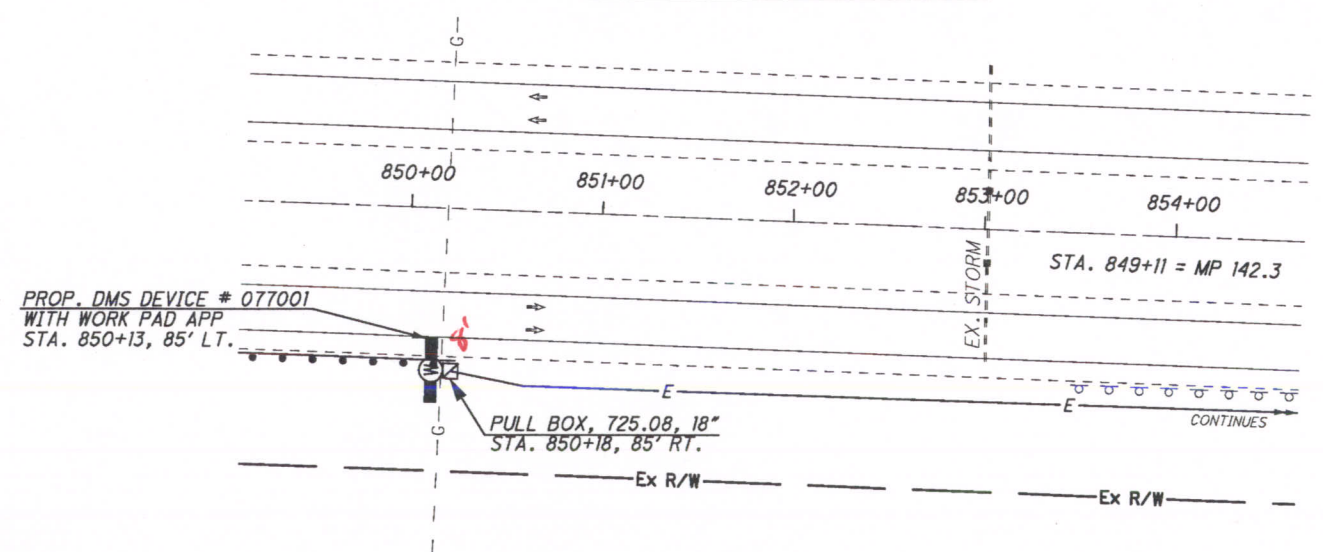 G
850+00
851+00
852+00
853+00
854+00
EX. STORM
STA. 849+11 = MP 142.3
PROP. DMS DEVICE # 077001
WITH WORK PAD APP
STA. 850+13, 85' LT.
8'
W
E
E
CONTINUES
PULL BOX, 725.08, 18"
STA. 850+18, 85' RT.
G
Ex R/W
Ex R/W